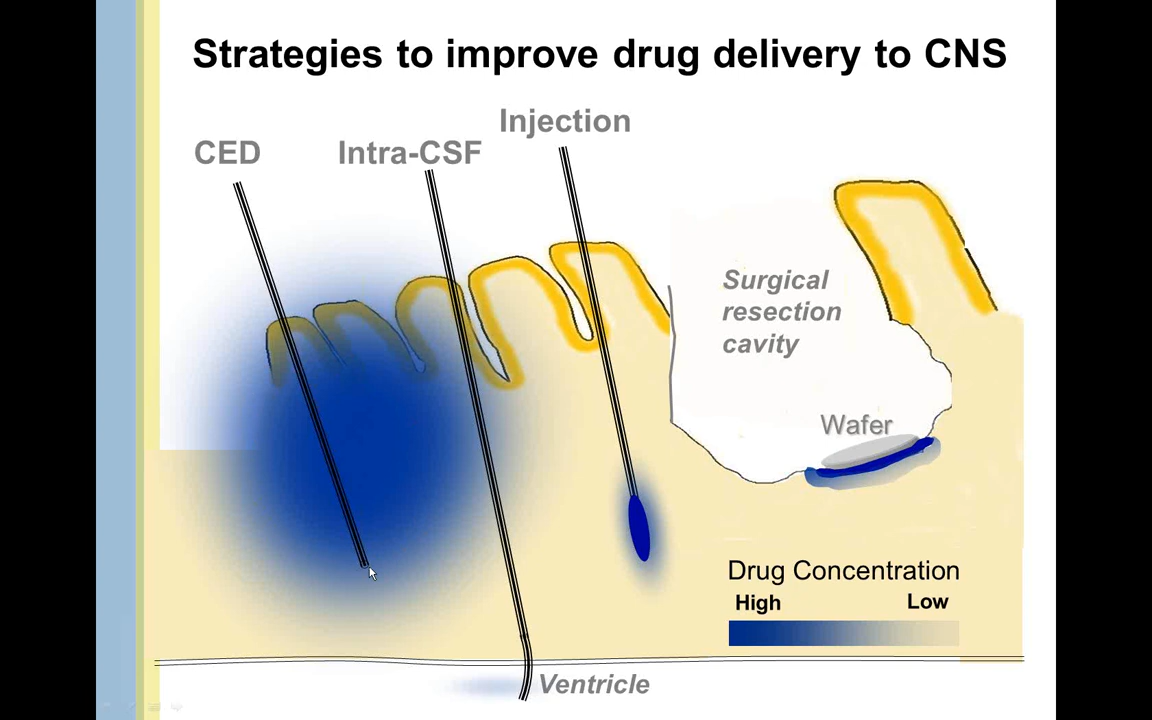 Strategies to improve drug delivery to CNS
Injection
CED
Intra-CSF
Surgical
resection
cavity
Wafer
Drug Concentration
High
Low
Ventricle